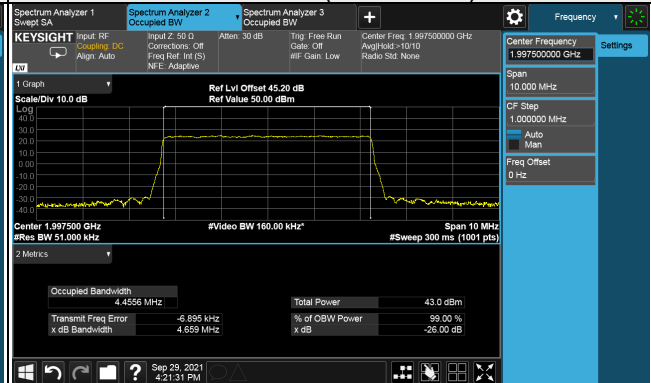 Spectrum Analyzer 1
Swept SA
Spectrum Analyzer 2
Occupied BW
Spectrum Analyzer 3
Occupied BW
+
Frequency
KEYSIGHT
LXI
Input: RF
Coupling: DC
Align: Auto
Input Z: 50 Ω
Corrections: Off
Freq Ref: Int (S)
NFE: Adaptive
Atten: 30 dB
Trig: Free Run
Gate: Off
#IF Gain: Low
Center Freq: 1.997500000 GHz
Avg|Hold:>10/10
Radio Std: None
Center Frequency
1.997500000 GHz
Settings
Span
10.000 MHz
CF Step
1.000000 MHz
Auto
Man
Freq Offset
0 Hz
1 Graph
Scale/Div 10.0 dB
Ref Lvl Offset 45.20 dB
Ref Value 50.00 dBm
Log
40.0
30.0
20.0
10.0
0.00
-10.0
-20.0
-30.0
-40.0
Center 1.997500 GHz
#Res BW 51.000 kHz
#Video BW 160.00 kHz*
Span 10 MHz
#Sweep 300 ms (1001 pts)
2 Metrics
Occupied Bandwidth
4.4556 MHz
Total Power 43.0 dBm
Transmit Freq Error -6.895 kHz
% of OBW Power 99.00 %
x dB Bandwidth 4.659 MHz
x dB -26.00 dB
?
Sep 29, 2021
4:21:31 PM